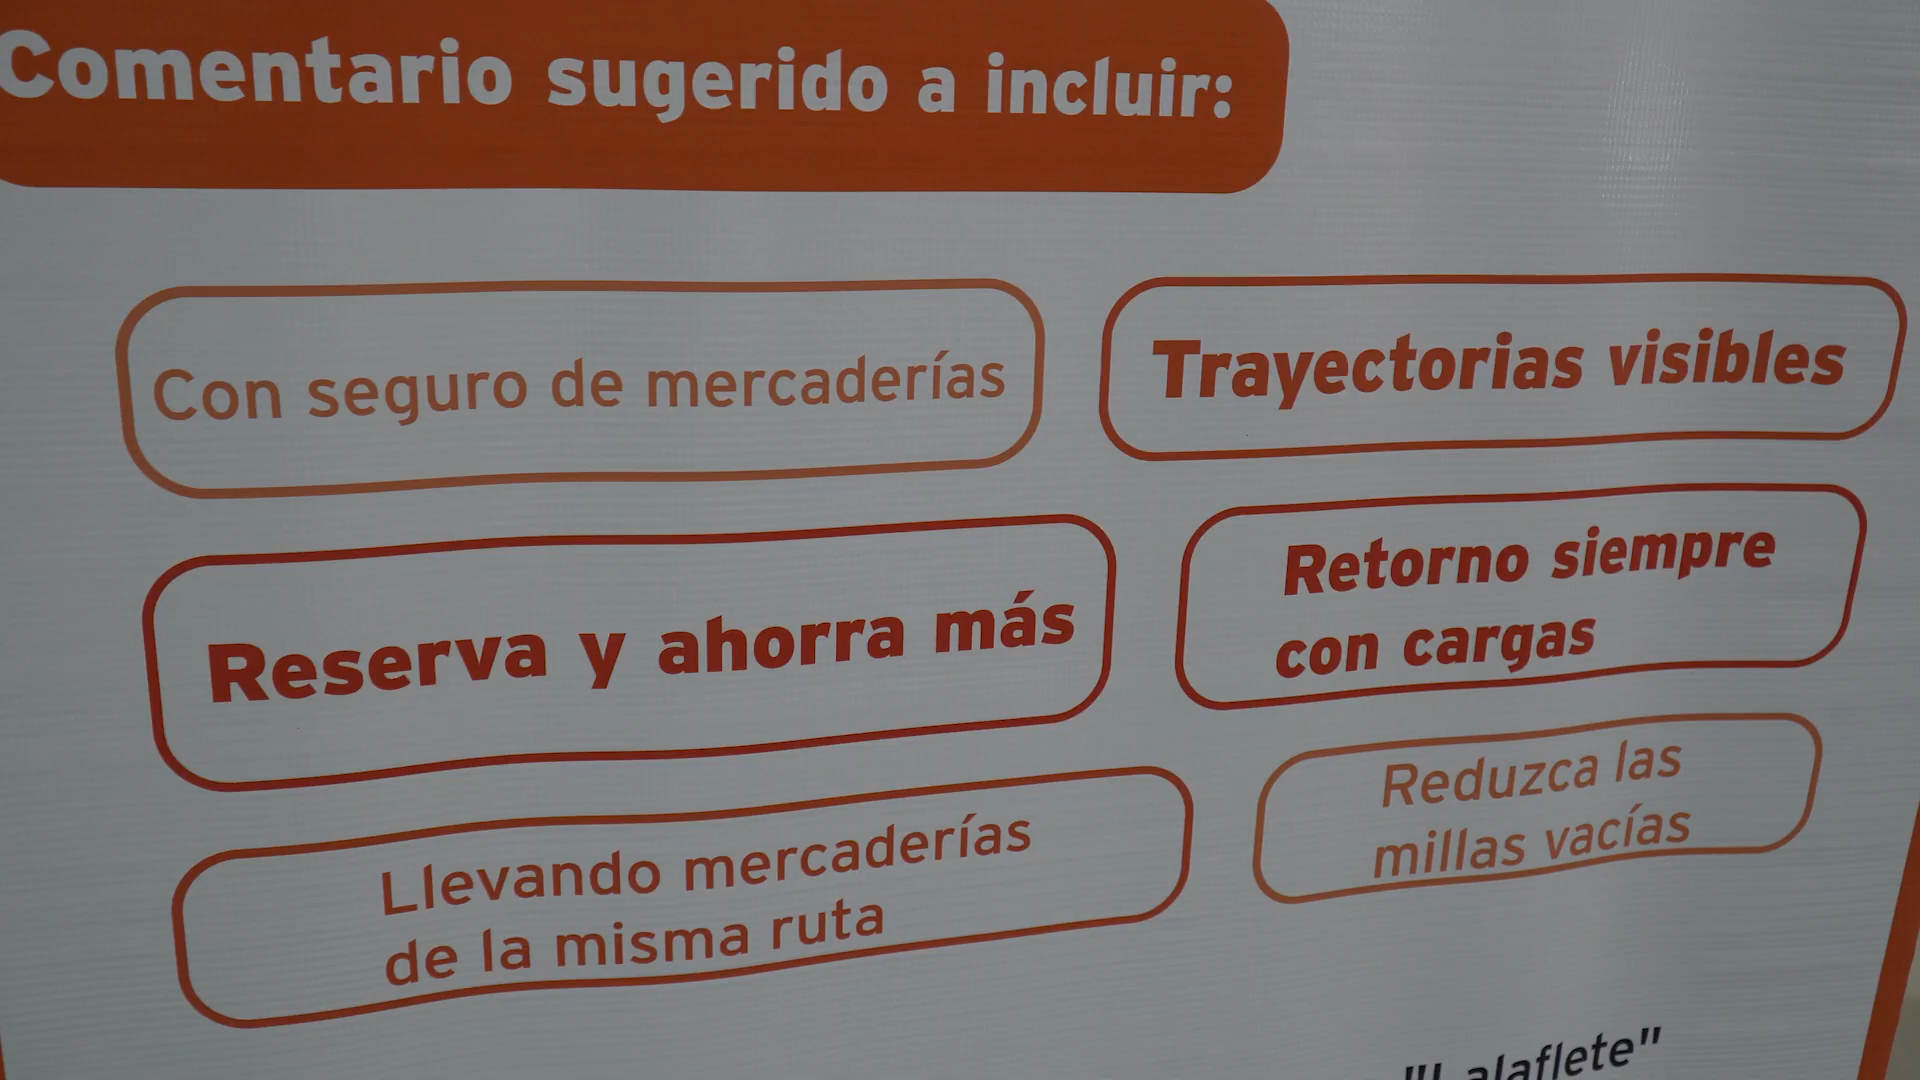 Comentario sugerido a incluir:
Con seguro de mercaderías
Trayectorias visibles
Reserva y ahorra más
Retorno siempre
con cargas
Llevando mercaderías
de la misma ruta
Reduzca las
millas vacías